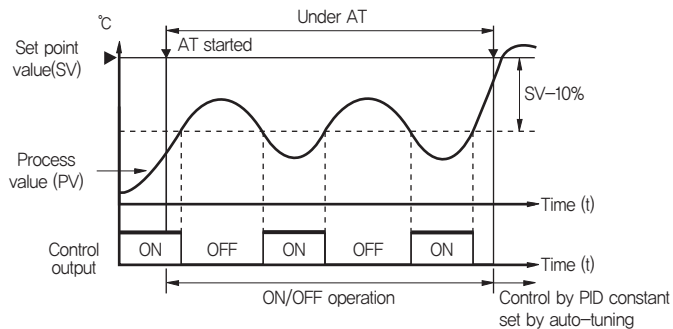 ℃
Under AT
Set point
value(SV)
AT started
SV-10%
Process
value (PV)
Time (t)
Control
output
ON
OFF
ON
OFF
ON
Time (t)
ON/OFF operation
Control by PID constant
set by auto-tuning